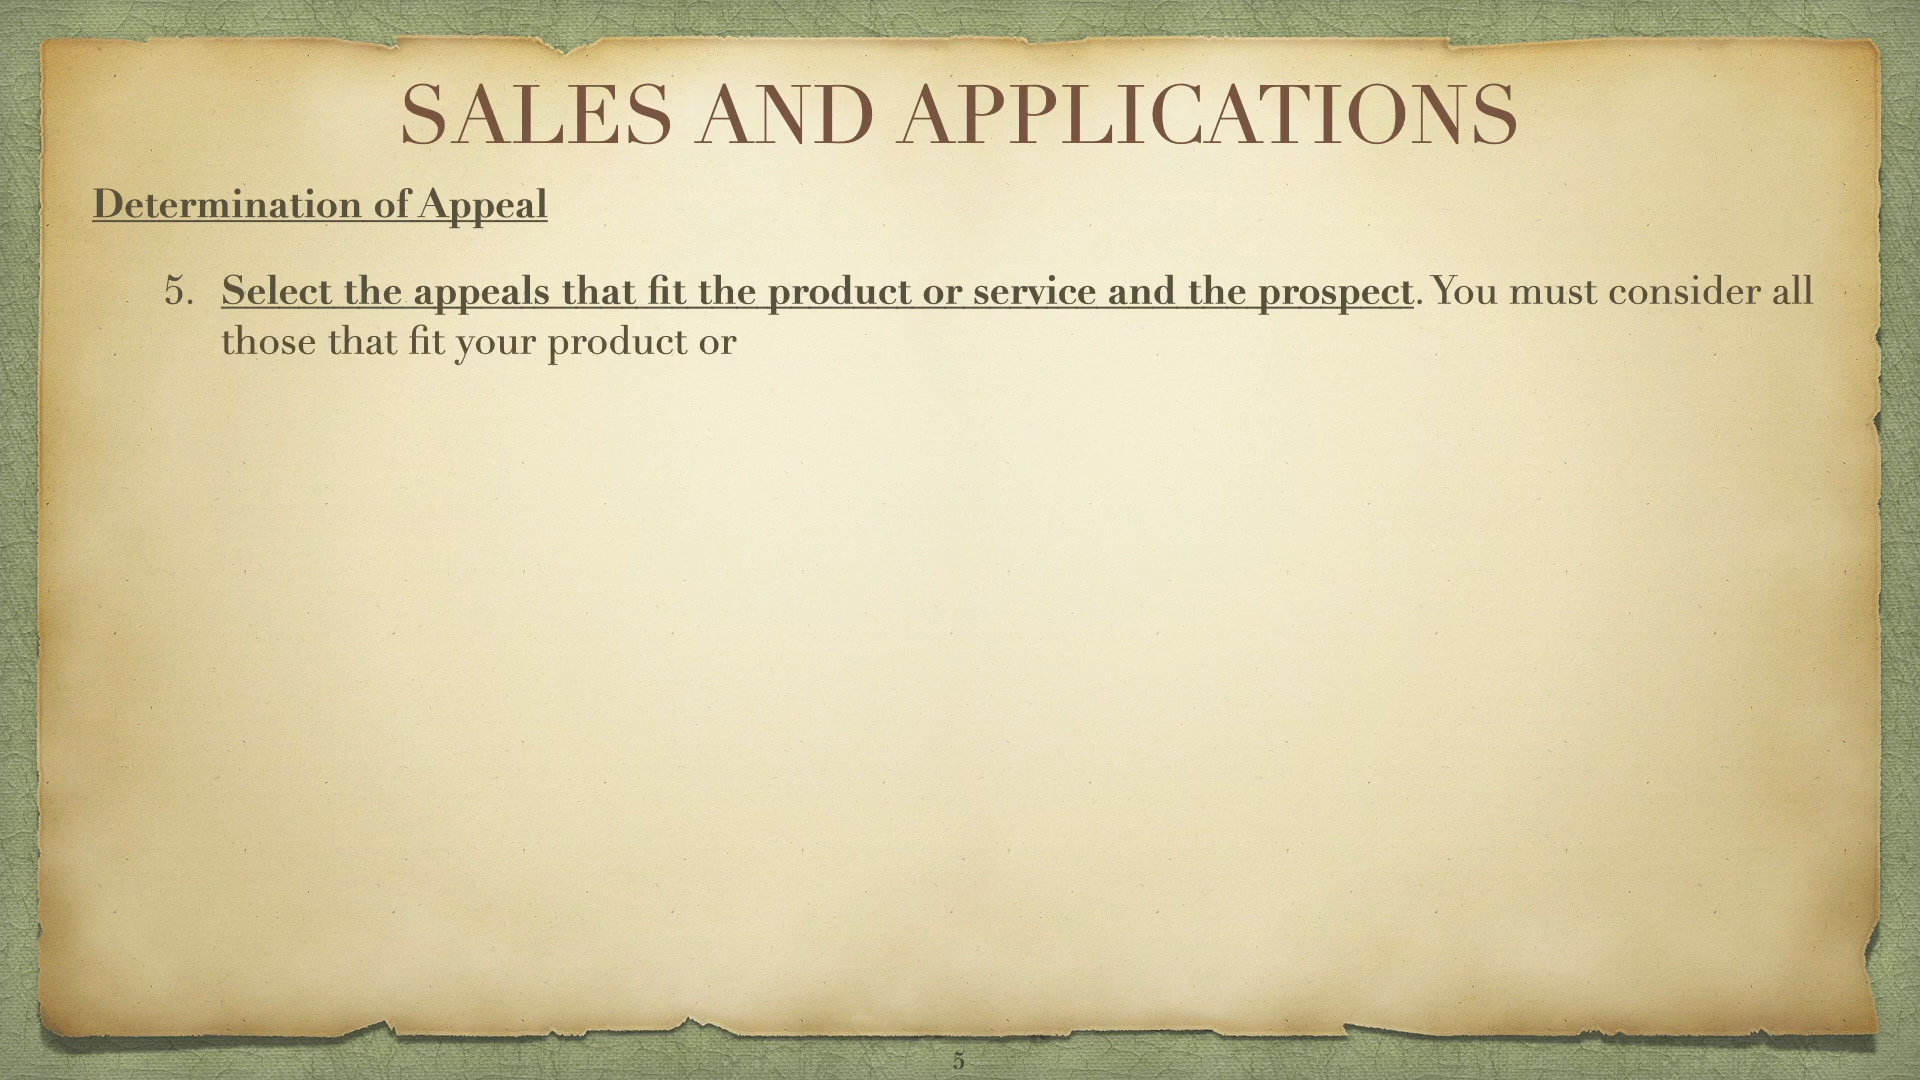 SALES AND APPLICATIONS
Determination of Appeal
5. Select the appeals that fit the product or service and the prospect. You must consider all
those that fit your product or
5